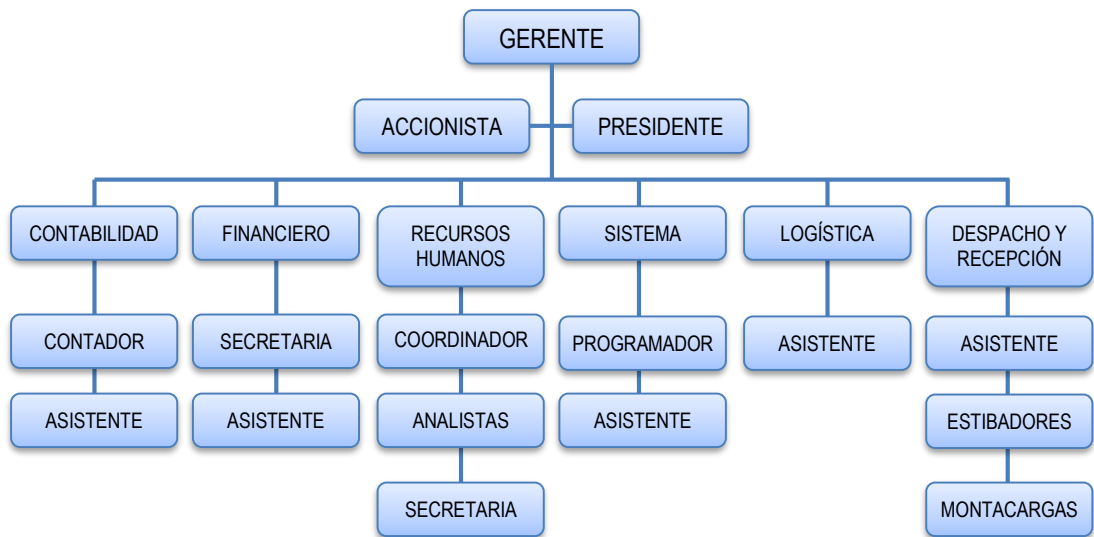 GERENTE
ACCIONISTA
PRESIDENTE
CONTABILIDAD
FINANCIERO
RECURSOS
HUMANOS
SISTEMA
LOGÍSTICA
DESPACHO Y
RECEPCIÓN
CONTADOR
SECRETARIA
COORDINADOR
PROGRAMADOR
ASISTENTE
ASISTENTE
ASISTENTE
ASISTENTE
ANALISTAS
ASISTENTE
ESTIBADORES
SECRETARIA
MONTACARGAS